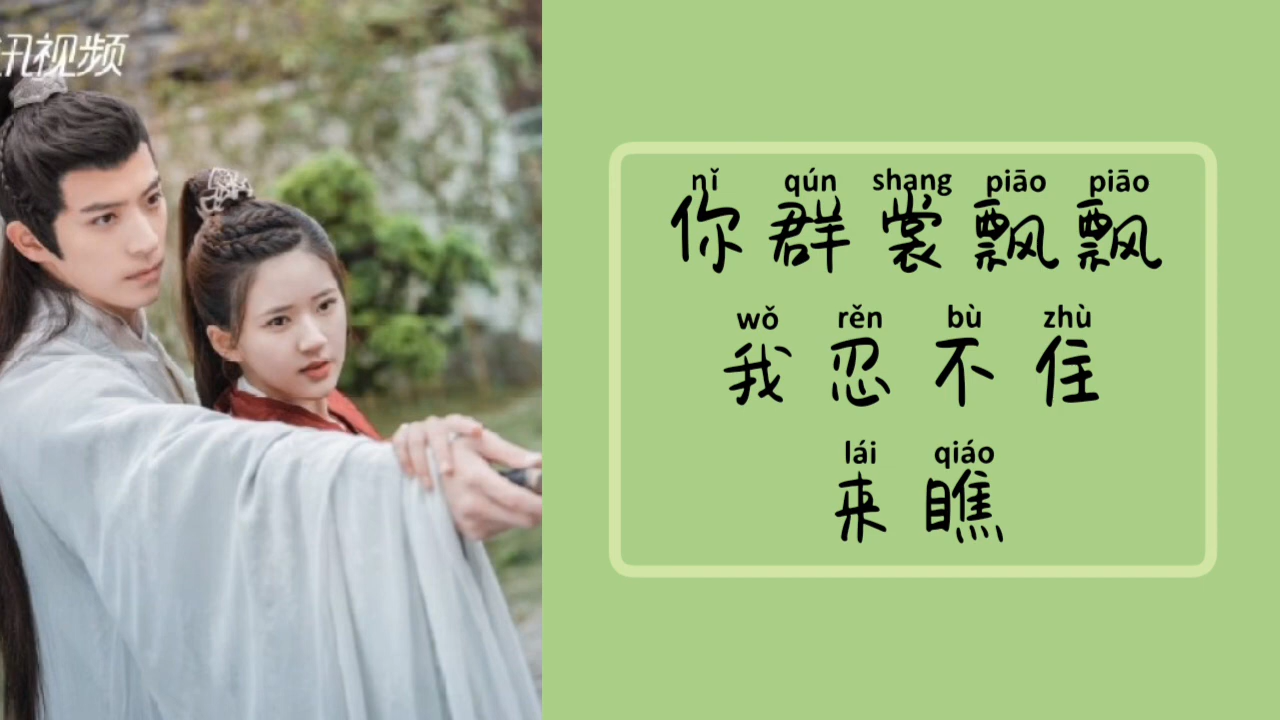 讯视频
nǐ qún shang piāo piāo
你群裳飘飘
wǒ rěn bù zhù
我忍不住
lái qiáo
来瞧